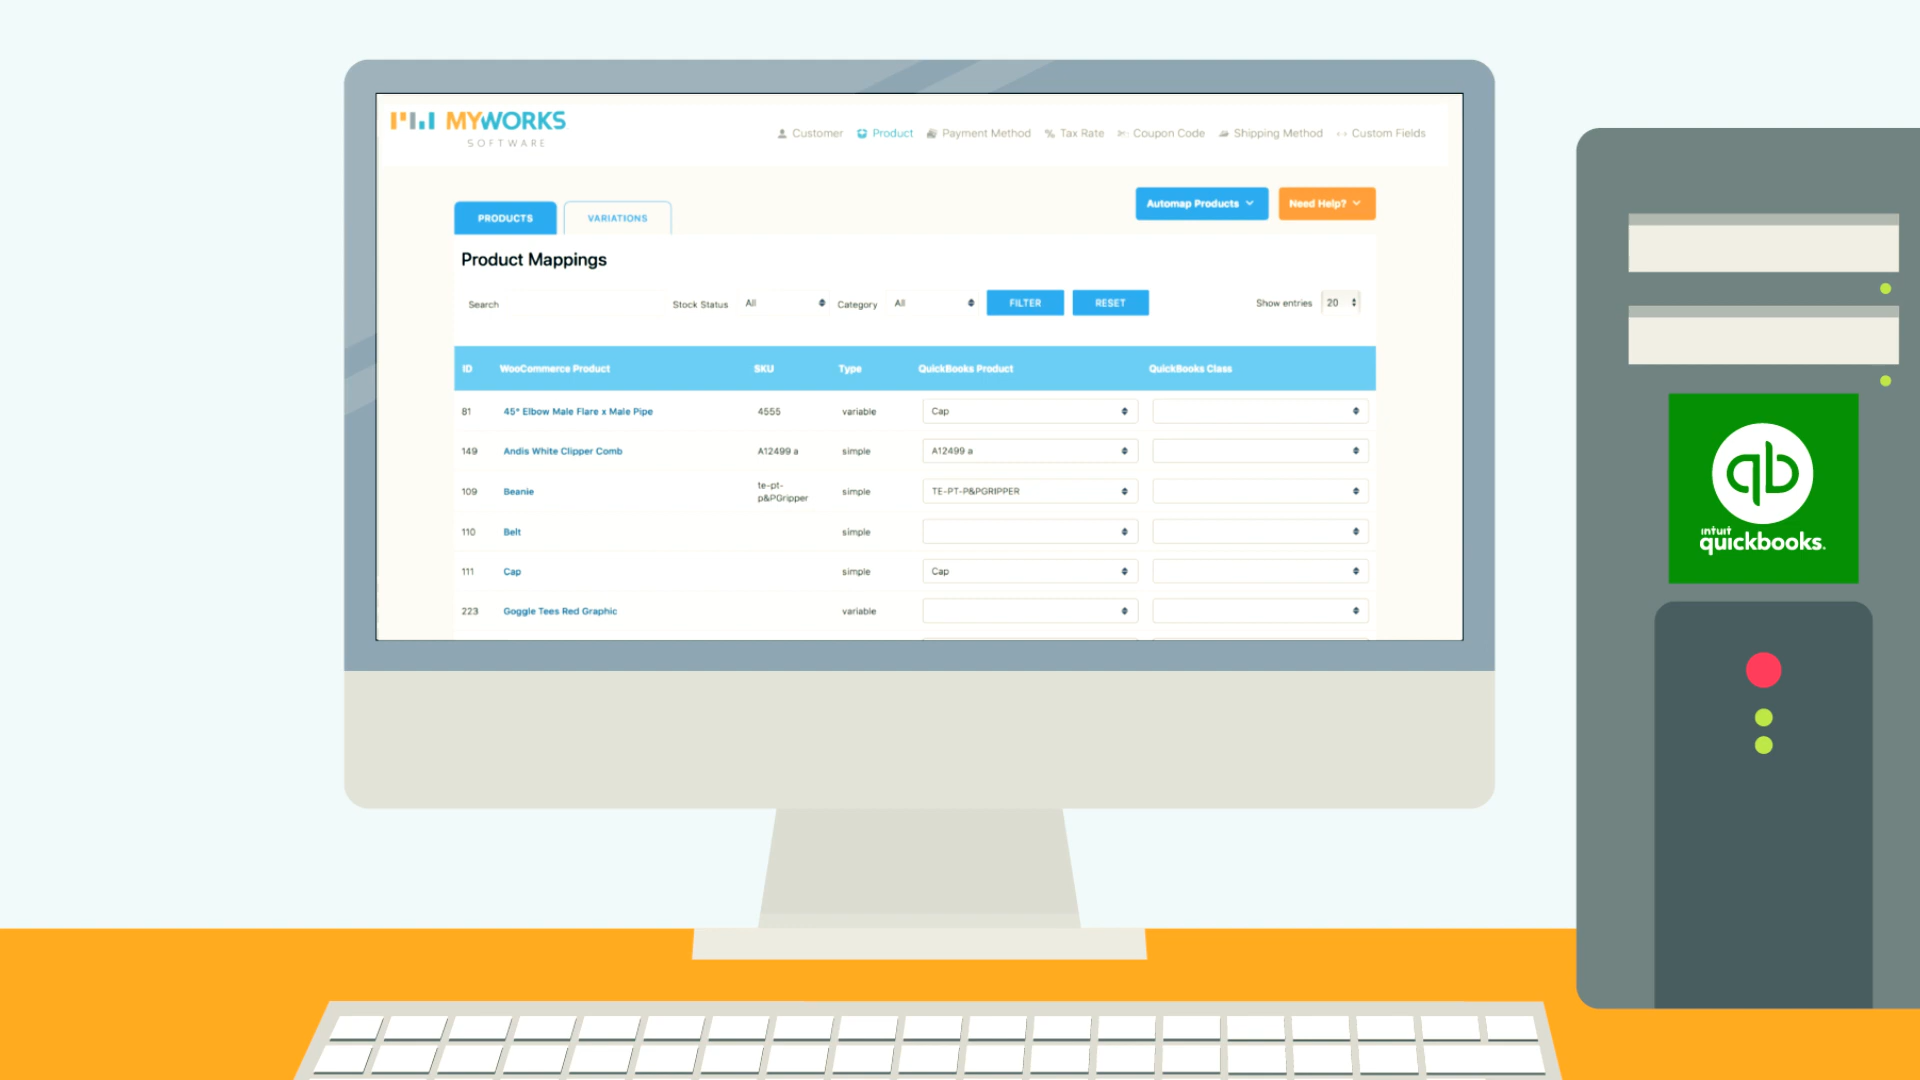 MYWORKS
SOFTWARE
Customer Product Payment Method Tax Rate Coupon Code Shipping Method Custom Fields
PRODUCTS VARIATIONS Automap Products Need Help?
Product Mappings
Search Stock Status All Category All FILTER RESET Show entries 20
ID WooCommerce Product SKU Type QuickBooks Product QuickBooks Class
81 45° Elbow Male Flare x Male Pipe 4555 variable Cap
149 Andis White Clipper Comb A12499 a simple A12499 a
109 Beanie te-pt-p&PGripper simple TE-PT-P&PGRIPPER
110 Belt simple
111 Cap simple Cap
223 Goggle Tees Red Graphic variable
qb
intuit
quickbooks.